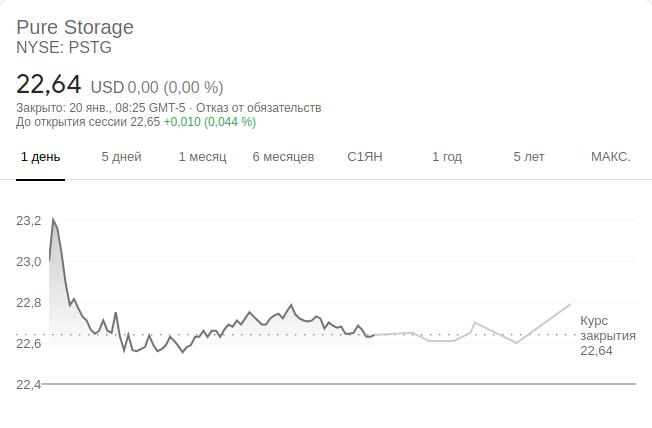 Pure Storage
NYSE: PSTG
22,64 USD 0,00 (0,00 %)
Закрыто: 20 янв., 08:25 GMT-5 · Отказ от обязательств
До открытия сессии 22,65 +0,010 (0,044 %)
1 день 5 дней 1 месяц 6 месяцев С1ЯН 1 год 5 лет МАКС.
23,2
23,0
22,8
22,6
22,4
Курс
закрытия
22,64